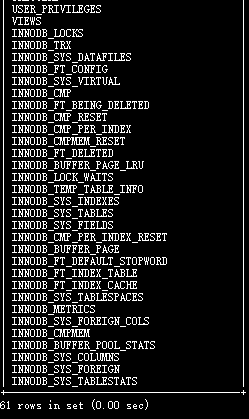 USER_PRIVILEGES
VIEWS
INNODB_LOCKS
INNODB_TRX
INNODB_SYS_DATAFILES
INNODB_FT_CONFIG
INNODB_SYS_VIRTUAL
INNODB_CMP
INNODB_FT_BEING_DELETED
INNODB_CMP_RESET
INNODB_CMP_PER_INDEX
INNODB_CMPMEM_RESET
INNODB_FT_DELETED
INNODB_BUFFER_PAGE_LRU
INNODB_LOCK_WAITS
INNODB_TEMP_TABLE_INFO
INNODB_SYS_INDEXES
INNODB_SYS_TABLES
INNODB_SYS_FIELDS
INNODB_CMP_PER_INDEX_RESET
INNODB_BUFFER_PAGE
INNODB_FT_DEFAULT_STOPWORD
INNODB_FT_INDEX_TABLE
INNODB_FT_INDEX_CACHE
INNODB_SYS_TABLESPACES
INNODB_METRICS
INNODB_SYS_FOREIGN_COLS
INNODB_CMPMEM
INNODB_BUFFER_POOL_STATS
INNODB_SYS_COLUMNS
INNODB_SYS_FOREIGN
INNODB_SYS_TABLESTATS
61 rows in set (0.00 sec)